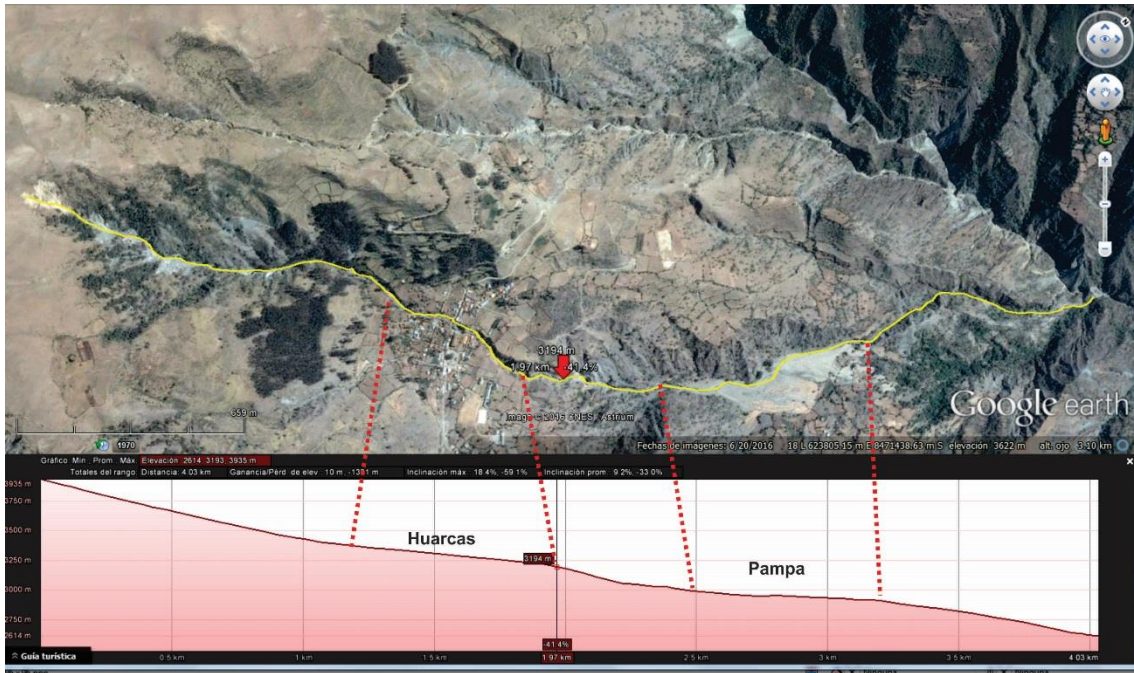 3194 m
1.97 km -41.4%
659 m
Image © 2016 CNES / Astrium
Google earth
1970
Fechas de imágenes: 6/20/2016 18 L 623805.15 m E 8471438.63 m S elevación 3622 m alt. ojo 3.10 km
Gráfico Mín. Prom. Máx. Elevación 2614, 3193, 3935 m
Totales del rango: Distancia: 4.03 km Ganancia/Pérd. de elev.: 10 m, -1331 m Inclinación máx. 18.4%, -59.1% Inclinación prom. 9.2%, -33.0%
3935 m
3750 m
3500 m
Huarcas
3250 m
3194 m
Pampa
3000 m
2750 m
2614 m
-41.4%
Guía turística
0.5 km 1 km 1.5 km 1.97 km 2.5 km 3 km 3.5 km 4.03 km